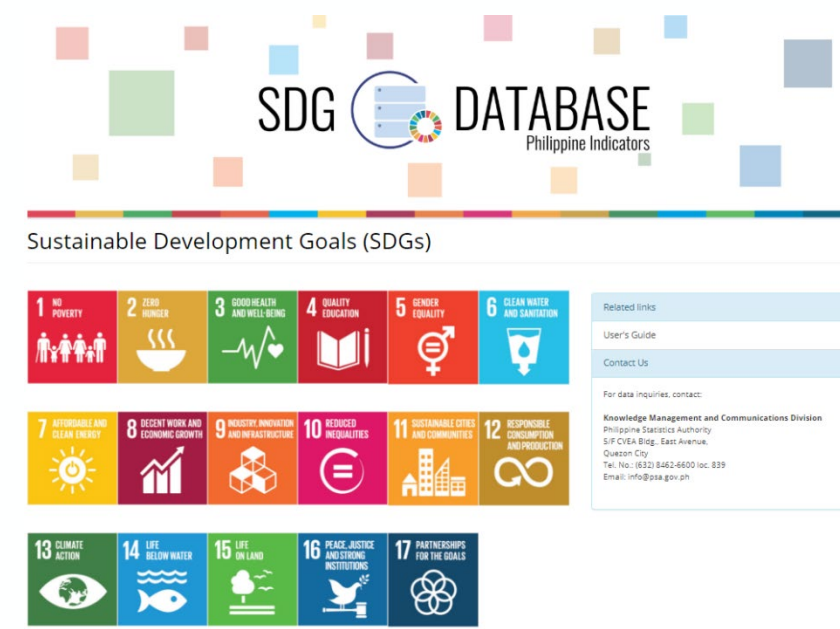 SDG DATABASE
Philippine Indicators
Sustainable Development Goals (SDGs)
1 NO
POVERTY
2 ZERO
HUNGER
3 GOOD HEALTH
AND WELL-BEING
4 QUALITY
EDUCATION
5 GENDER
EQUALITY
6 CLEAN WATER
AND SANITATION
7 AFFORDABLE AND
CLEAN ENERGY
8 DECENT WORK AND
ECONOMIC GROWTH
9 INDUSTRY, INNOVATION
AND INFRASTRUCTURE
10 REDUCED
INEQUALITIES
11 SUSTAINABLE CITIES
AND COMMUNITIES
12 RESPONSIBLE
CONSUMPTION
AND PRODUCTION
13 CLIMATE
ACTION
14 LIFE
BELOW WATER
15 LIFE
ON LAND
16 PEACE, JUSTICE
AND STRONG
INSTITUTIONS
17 PARTNERSHIPS
FOR THE GOALS
Related links
User's Guide
Contact Us
For data inquiries, contact:
Knowledge Management and Communications Division
Philippine Statistics Authority
5/F CVEA Bldg., East Avenue,
Quezon City
Tel. No.: (632) 8462-6600 loc. 839
Email: info@psa.gov.ph